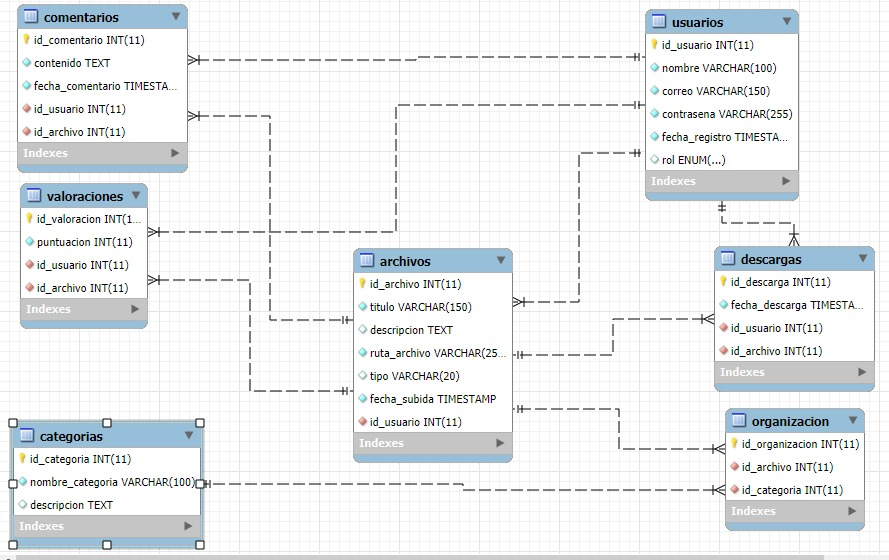 comentarios
id_comentario INT(11)
contenido TEXT
fecha_comentario TIMESTA...
id_usuario INT(11)
id_archivo INT(11)
Indexes
usuarios
id_usuario INT(11)
nombre VARCHAR(100)
correo VARCHAR(150)
contrasena VARCHAR(255)
fecha_registro TIMESTA...
rol ENUM(...)
Indexes
valoraciones
id_valoracion INT(1...
puntuacion INT(11)
id_usuario INT(11)
id_archivo INT(11)
Indexes
archivos
id_archivo INT(11)
titulo VARCHAR(150)
descripcion TEXT
ruta_archivo VARCHAR(25...
tipo VARCHAR(20)
fecha_subida TIMESTAMP
id_usuario INT(11)
Indexes
descargas
id_descarga INT(11)
fecha_descarga TIMESTA...
id_usuario INT(11)
id_archivo INT(11)
Indexes
categorias
id_categoria INT(11)
nombre_categoria VARCHAR(100)
descripcion TEXT
Indexes
organizacion
id_organizacion INT(11)
id_archivo INT(11)
id_categoria INT(11)
Indexes